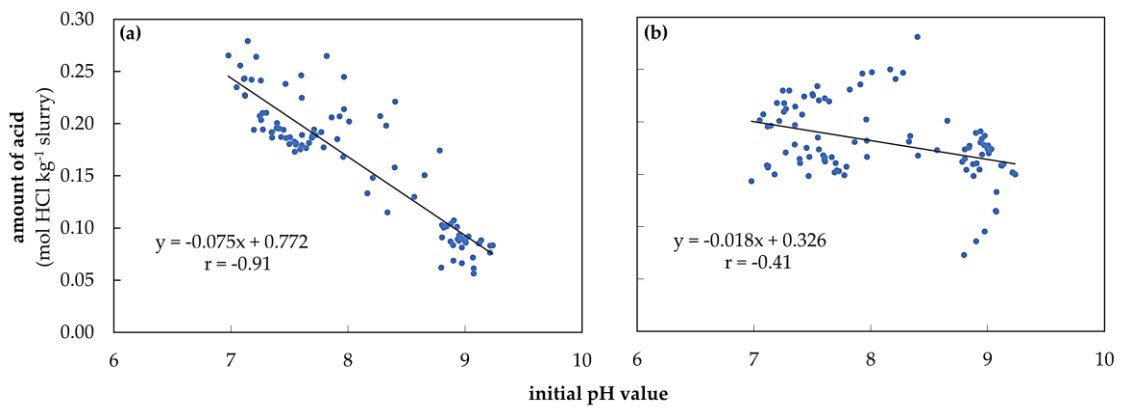 amount of acid
(mol HCl kg⁻¹ slurry)
0.30
0.25
0.20
0.15
0.10
0.05
0.00
(a)
y = -0.075x + 0.772
r = -0.91
6 7 8 9 10
(b)
y = -0.018x + 0.326
r = -0.41
6 7 8 9 10
initial pH value